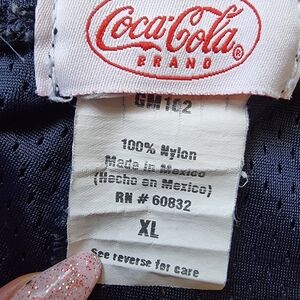 Coca-Cola®
BRAND
GM102
100% Nylon
Made in Mexico
(Hecho en Mexico)
RN # 60832
XL
See reverse for care